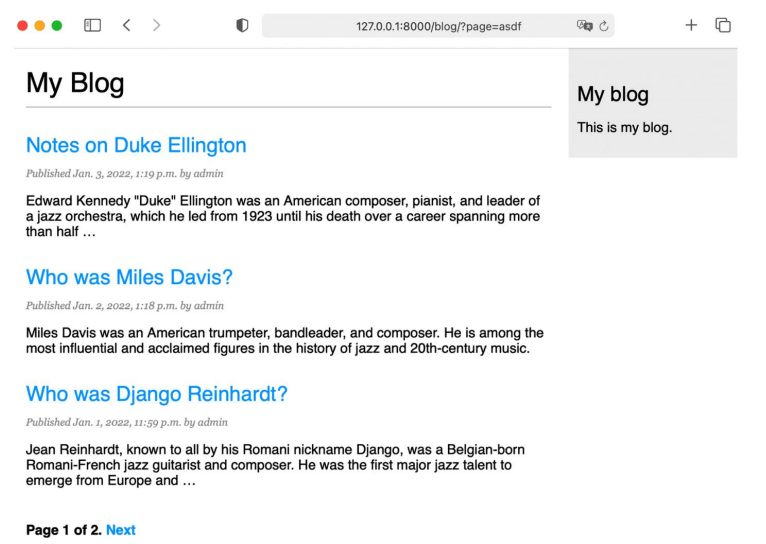 127.0.0.1:8000/blog/?page=asdf
My Blog
Notes on Duke Ellington
Published Jan. 3, 2022, 1:19 p.m. by admin
Edward Kennedy "Duke" Ellington was an American composer, pianist, and leader of
a jazz orchestra, which he led from 1923 until his death over a career spanning more
than half …
Who was Miles Davis?
Published Jan. 2, 2022, 1:18 p.m. by admin
Miles Davis was an American trumpeter, bandleader, and composer. He is among the
most influential and acclaimed figures in the history of jazz and 20th-century music.
Who was Django Reinhardt?
Published Jan. 1, 2022, 11:59 p.m. by admin
Jean Reinhardt, known to all by his Romani nickname Django, was a Belgian-born
Romani-French jazz guitarist and composer. He was the first major jazz talent to
emerge from Europe and …
Page 1 of 2. Next
My blog
This is my blog.